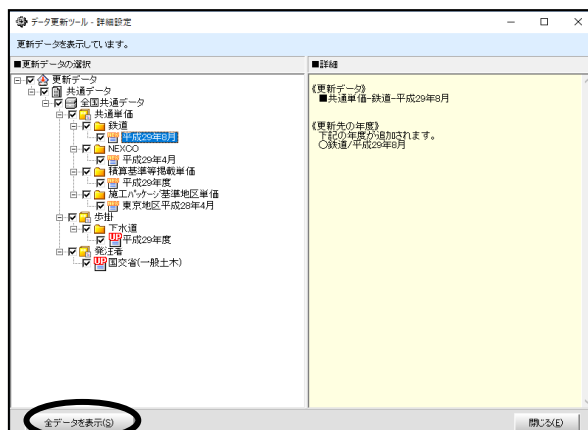 データ更新ツール - 詳細設定
更新データを表示しています。
■更新データの選択
更新データ
共通データ
全国共通データ
共通単価
鉄道
平成29年8月
NEXCO
平成29年4月
積算基準等掲載単価
平成29年度
施工パッケージ基準地区単価
東京地区平成28年4月
歩掛
下水道
UP平成29年度
発注者
UP国交省(一般土木)
■詳細
《更新データ》
■共通単価-鉄道-平成29年8月
《更新先の年度》
下記の年度が追加されます。
○鉄道/平成29年8月
全データを表示(S)
閉じる(E)